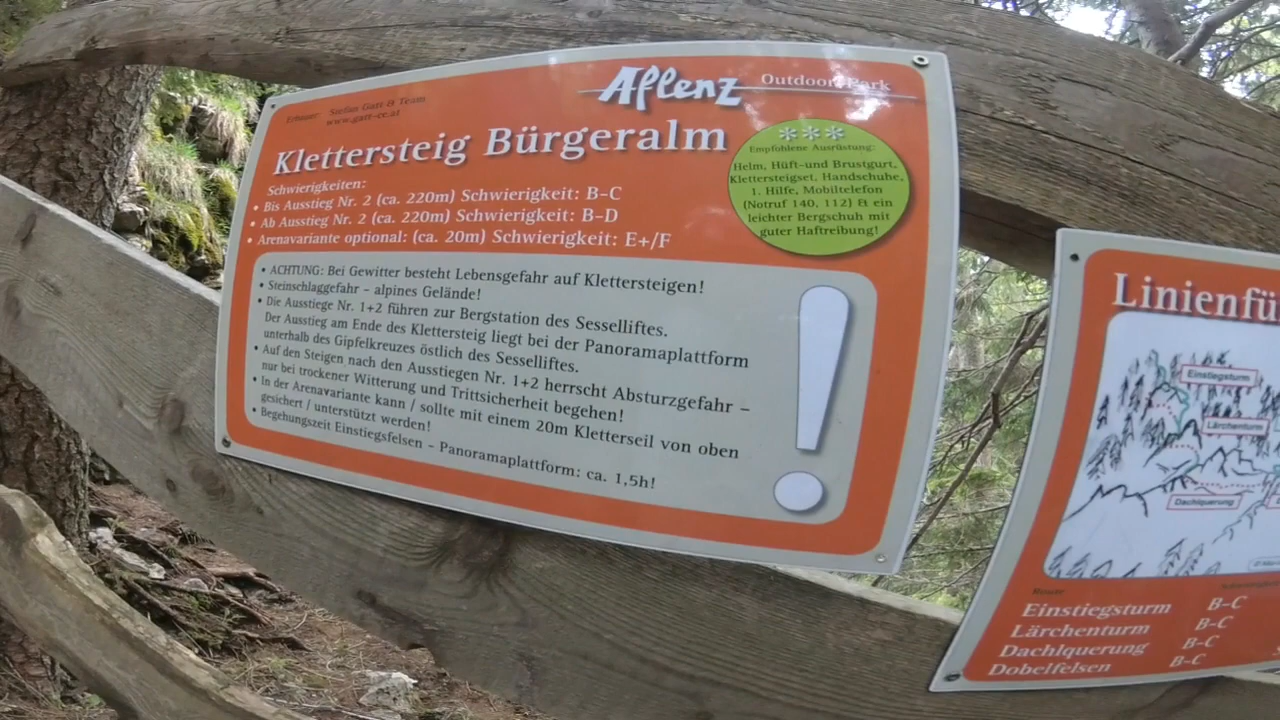 Erbauer: Stefan Gatt & Team
www.gatt-ec.at
Aflenz Outdoor Park
Klettersteig Bürgeralm
Schwierigkeiten:
• Bis Ausstieg Nr. 2 (ca. 220m) Schwierigkeit: B-C
• Ab Ausstieg Nr. 2 (ca. 220m) Schwierigkeit: B-D
• Arenavariante optional: (ca. 20m) Schwierigkeit: E+/F
***
Empfohlene Ausrüstung:
Helm, Hüft-und Brustgurt,
Klettersteigset, Handschuhe,
1. Hilfe, Mobiltelefon
(Notruf 140, 112) & ein
leichter Bergschuh mit
guter Haftreibung!
• ACHTUNG: Bei Gewitter besteht Lebensgefahr auf Klettersteigen!
• Steinschlaggefahr - alpines Gelände!
• Die Ausstiege Nr. 1+2 führen zur Bergstation des Sesselliftes.
Der Ausstieg am Ende des Klettersteig liegt bei der Panoramaplattform
unterhalb des Gipfelkreuzes östlich des Sesselliftes.
• Auf den Steigen nach den Ausstiegen Nr. 1+2 herrscht Absturzgefahr -
nur bei trockener Witterung und Trittsicherheit begehen!
• In der Arenavariante kann / sollte mit einem 20m Kletterseil von oben
gesichert / unterstützt werden!
• Begehungszeit Einstiegsfelsen - Panoramaplattform: ca. 1,5h!
!
Linienfü
Einstiegsturm
Lärchenturm
Dachlquerung
Route:
Einstiegsturm B-C
Lärchenturm B-C
Dachlquerung B-C
Dobelfelsen B-C